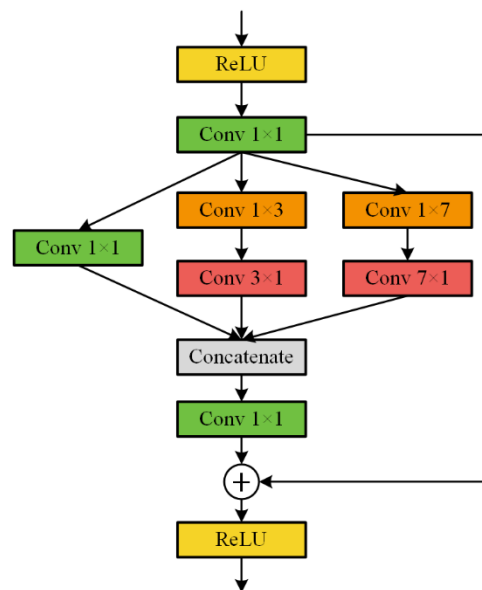 ReLU
Conv 1×1
Conv 1×3
Conv 1×7
Conv 1×1
Conv 3×1
Conv 7×1
Concatenate
Conv 1×1
+
ReLU